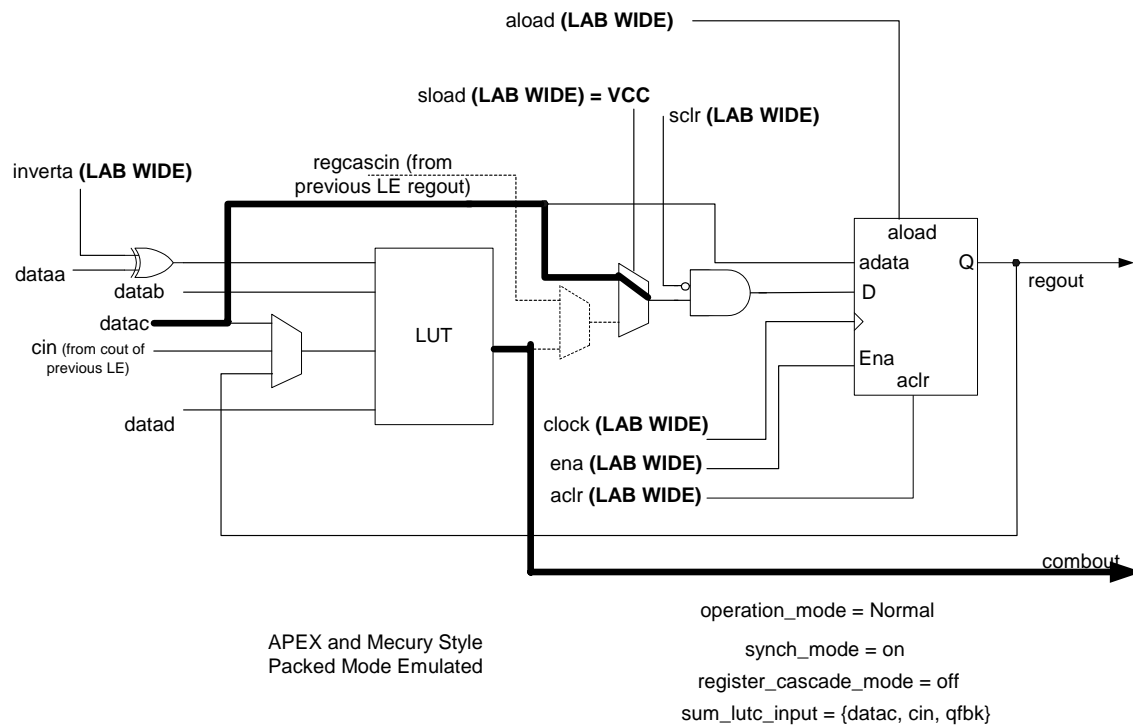 aload (LAB WIDE)
sload (LAB WIDE) = VCC
sclr (LAB WIDE)
inverta (LAB WIDE)
regcascin (from
previous LE regout)
dataa
datab
datac
cin (from cout of
previous LE)
datad
LUT
aload
adata
Q
D
Ena
aclr
regout
clock (LAB WIDE)
ena (LAB WIDE)
aclr (LAB WIDE)
combout
APEX and Mecury Style
Packed Mode Emulated
operation_mode = Normal
synch_mode = on
register_cascade_mode = off
sum_lutc_input = {datac, cin, qfbk}